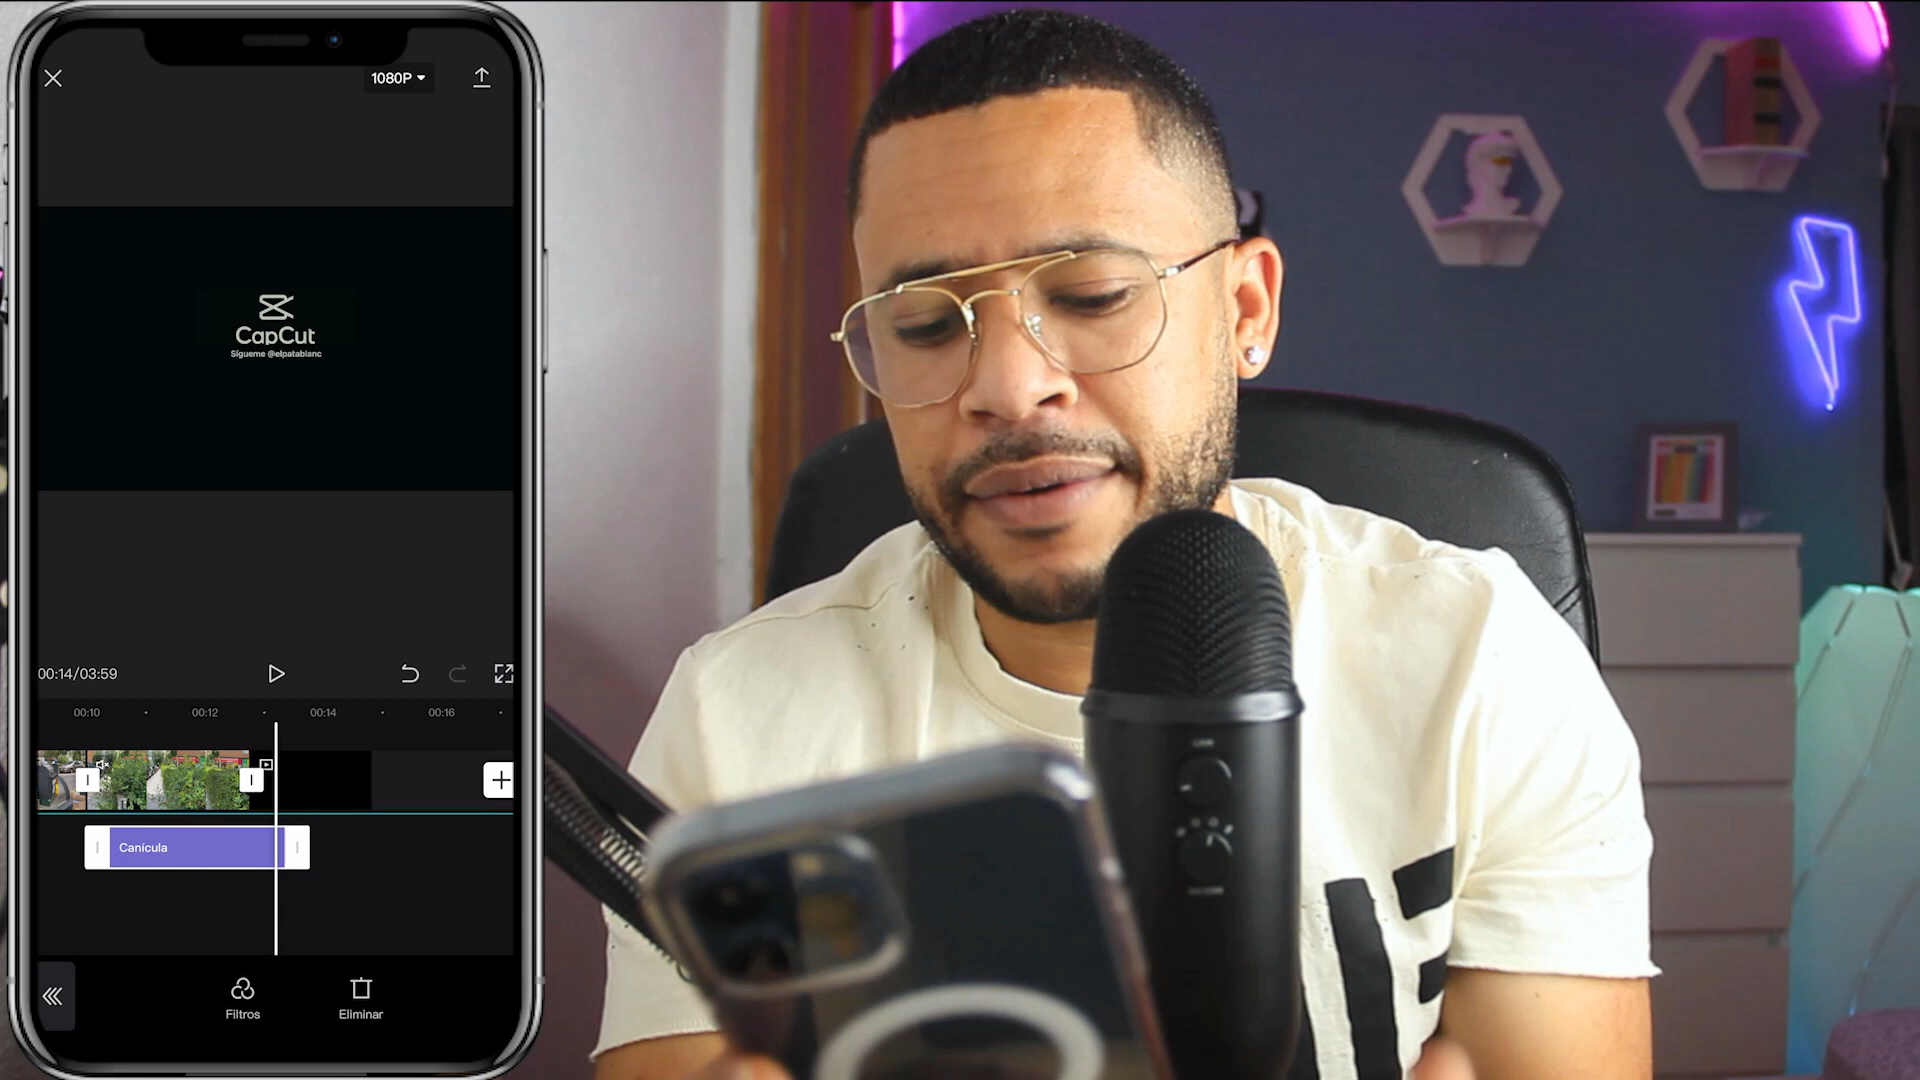 1080P
CapCut
Sígueme @elpatablanc
00:14/03:59
00:10
00:12
00:14
00:16
Canícula
Filtros
Eliminar